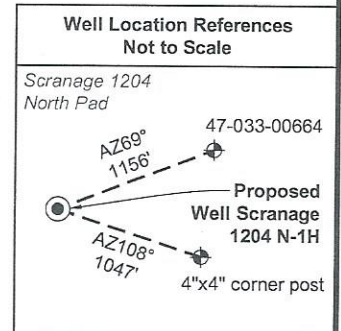 Well Location References
Not to Scale
Scranage 1204
North Pad
47-033-00664
AZ69°
1156'
Proposed
Well Scranage
1204 N-1H
AZ108°
1047'
4"x4" corner post